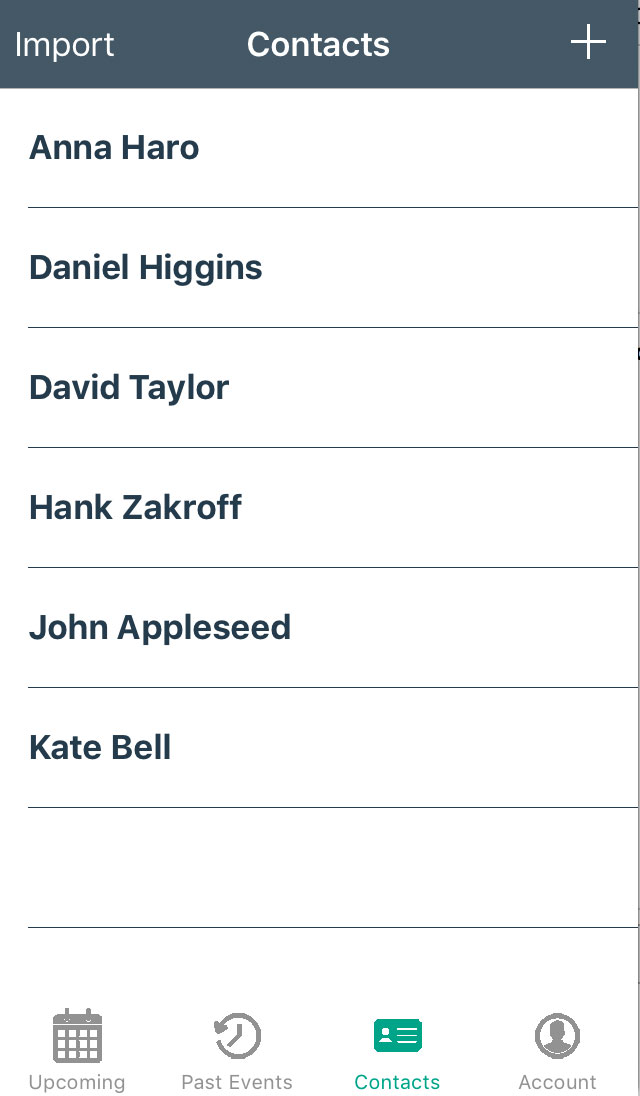 Import Contacts +
Anna Haro
Daniel Higgins
David Taylor
Hank Zakroff
John Appleseed
Kate Bell
Upcoming Past Events Contacts Account